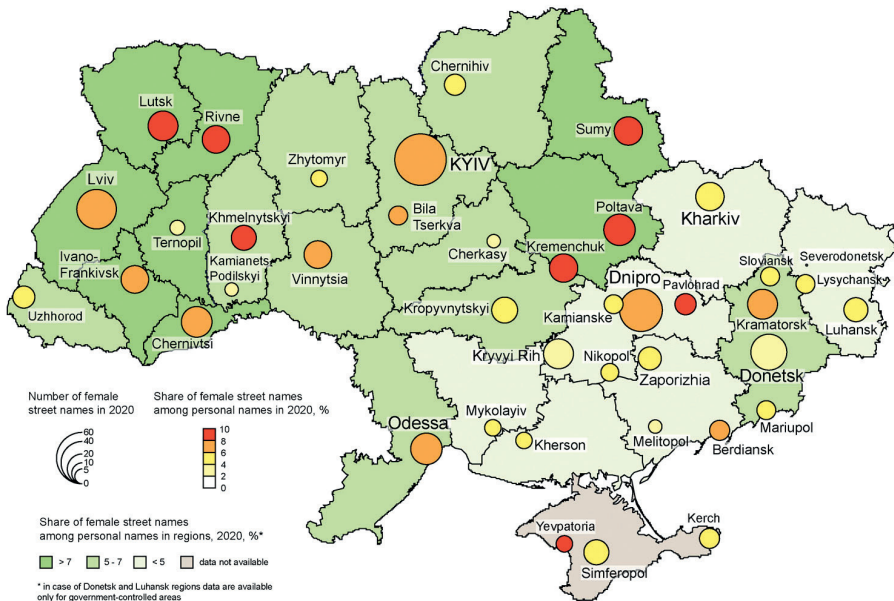 Chernihiv
Lutsk
Rivne
Sumy
KYIV
Zhytomyr
Lviv
Khmelnytskyi
Bila
Tserkva
Poltava
Kharkiv
Ternopil
Kremenchuk
Cherkasy
Ivano-
Frankivsk
Kamianets-
Podilskyi
Vinnytsia
Dnipro
Sloviansk
Severodonetsk
Pavlohrad
Lysychansk
Uzhhorod
Kropyvnytskyi
Kamianske
Kramatorsk
Luhansk
Chernivtsi
Kryvyi Rih
Nikopol
Zaporizhia
Donetsk
Number of female
street names in 2020
60
40
20
10
5
0
Share of female street names
among personal names in 2020, %
10
8
6
4
2
0
Odessa
Mykolayiv
Kherson
Melitopol
Mariupol
Berdiansk
Yevpatoria
Kerch
Simferopol
Share of female street names
among personal names in regions, 2020, %*
> 7
5 - 7
< 5
data not available
* in case of Donetsk and Luhansk regions data are available
only for government-controlled areas